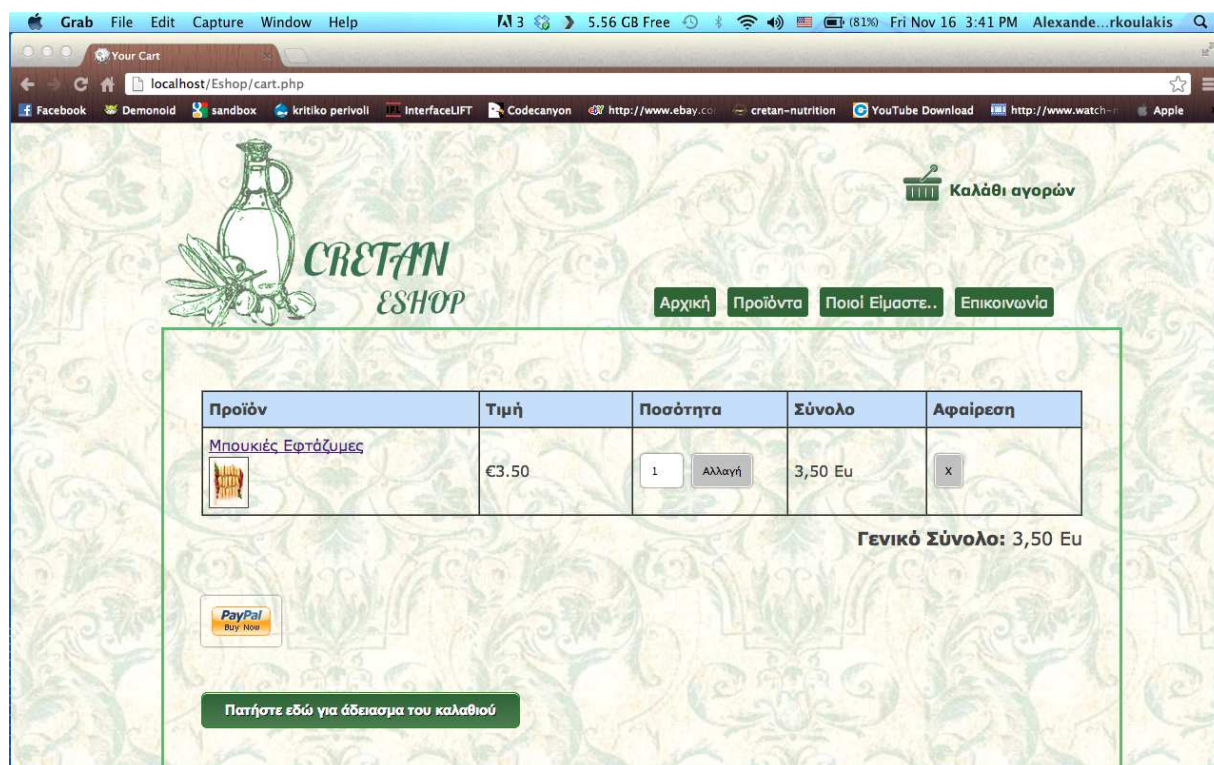 Grab File Edit Capture Window Help 3 5.56 GB Free (81%) Fri Nov 16 3:41 PM Alexande...rkoulakis
Your Cart
localhost/Eshop/cart.php
Facebook Demonoid sandbox kritiko perivoli InterfaceLIFT Codecanyon http://www.ebay.co cretan-nutrition YouTube Download http://www.watch- Apple
Καλάθι αγορών
CRETAN
ESHOP
Αρχική Προϊόντα Ποιοί Είμαστε.. Επικοινωνία
Προϊόν Τιμή Ποσότητα Σύνολο Αφαίρεση
Μπουκιές Εφτάζυμες
€3.50 1 Αλλαγή 3,50 Eu X
Γενικό Σύνολο: 3,50 Eu
PayPal
Buy Now
Πατήστε εδώ για άδειασμα του καλαθιού